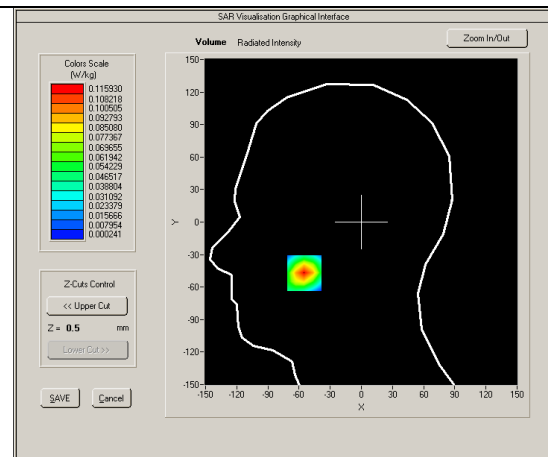 SAR Visualisation Graphical Interface
Volume Radiated Intensity
Zoom In/Out
Colors Scale
(W/kg)
0.115930
0.108218
0.100505
0.092793
0.085080
0.077367
0.069655
0.061942
0.054229
0.046517
0.038804
0.031092
0.023379
0.015666
0.007954
0.000241
Z-Cuts Control
<< Upper Cut
Z = 0.5 mm
Lower Cut >>
SAVE
Cancel
150
120
90
60
30
0
-30
-60
-90
-120
-150
Y
-150 -120 -90 -60 -30 0 30 60 90 120 150
X